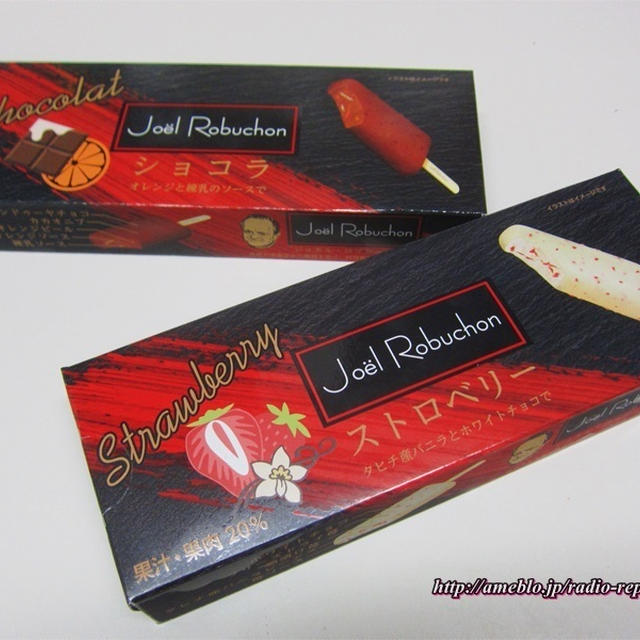 Chocolat
イラストはイメージです
Joël Robuchon
ショコラ
オレンジと練乳のソースで
Joël Robuchon
イラストはイメージです
Strawberry
Joël Robuchon
ストロベリー
タヒチ産バニラとホワイトチョコで
果汁・果肉 20%
Joël Robuc
http://ameblo.jp/radio-rep